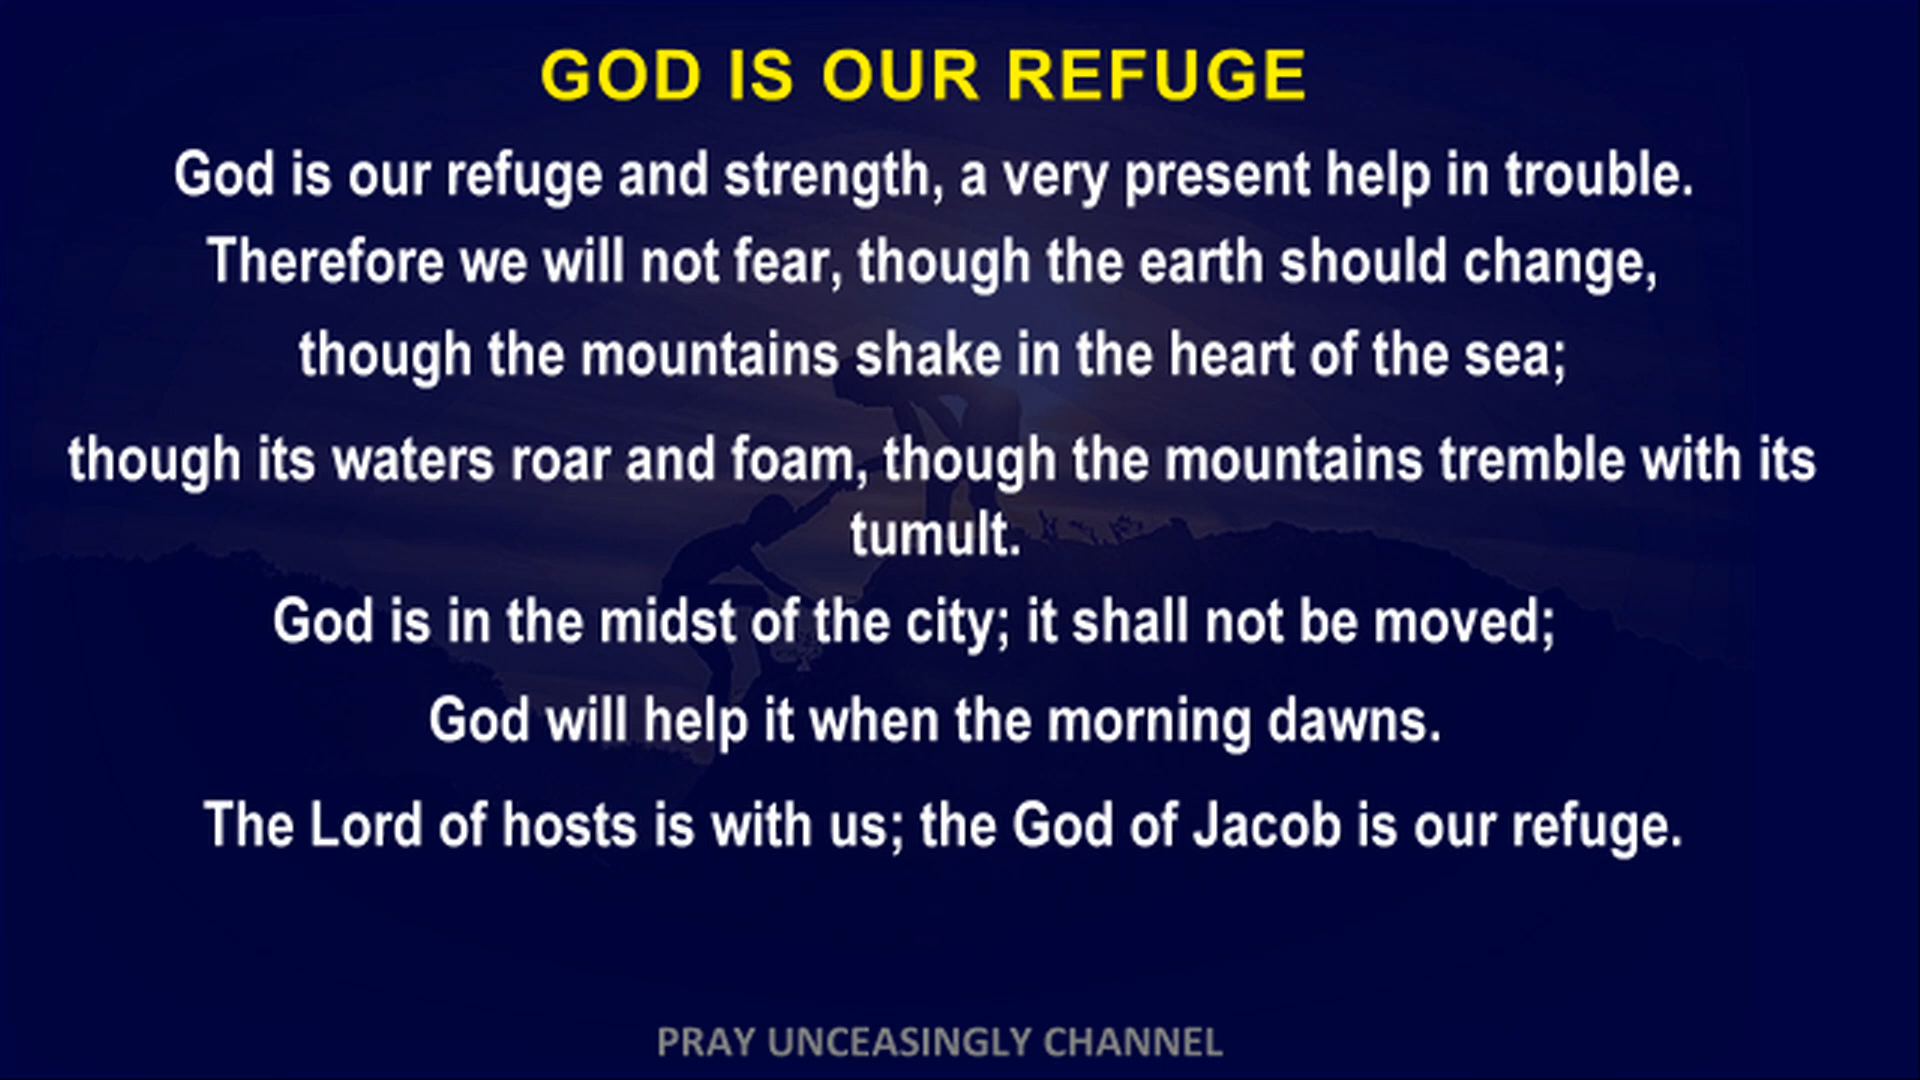 GOD IS OUR REFUGE
God is our refuge and strength, a very present help in trouble.
Therefore we will not fear, though the earth should change,
though the mountains shake in the heart of the sea;
though its waters roar and foam, though the mountains tremble with its
tumult.
God is in the midst of the city; it shall not be moved;
God will help it when the morning dawns.
The Lord of hosts is with us; the God of Jacob is our refuge.
PRAY UNCEASINGLY CHANNEL